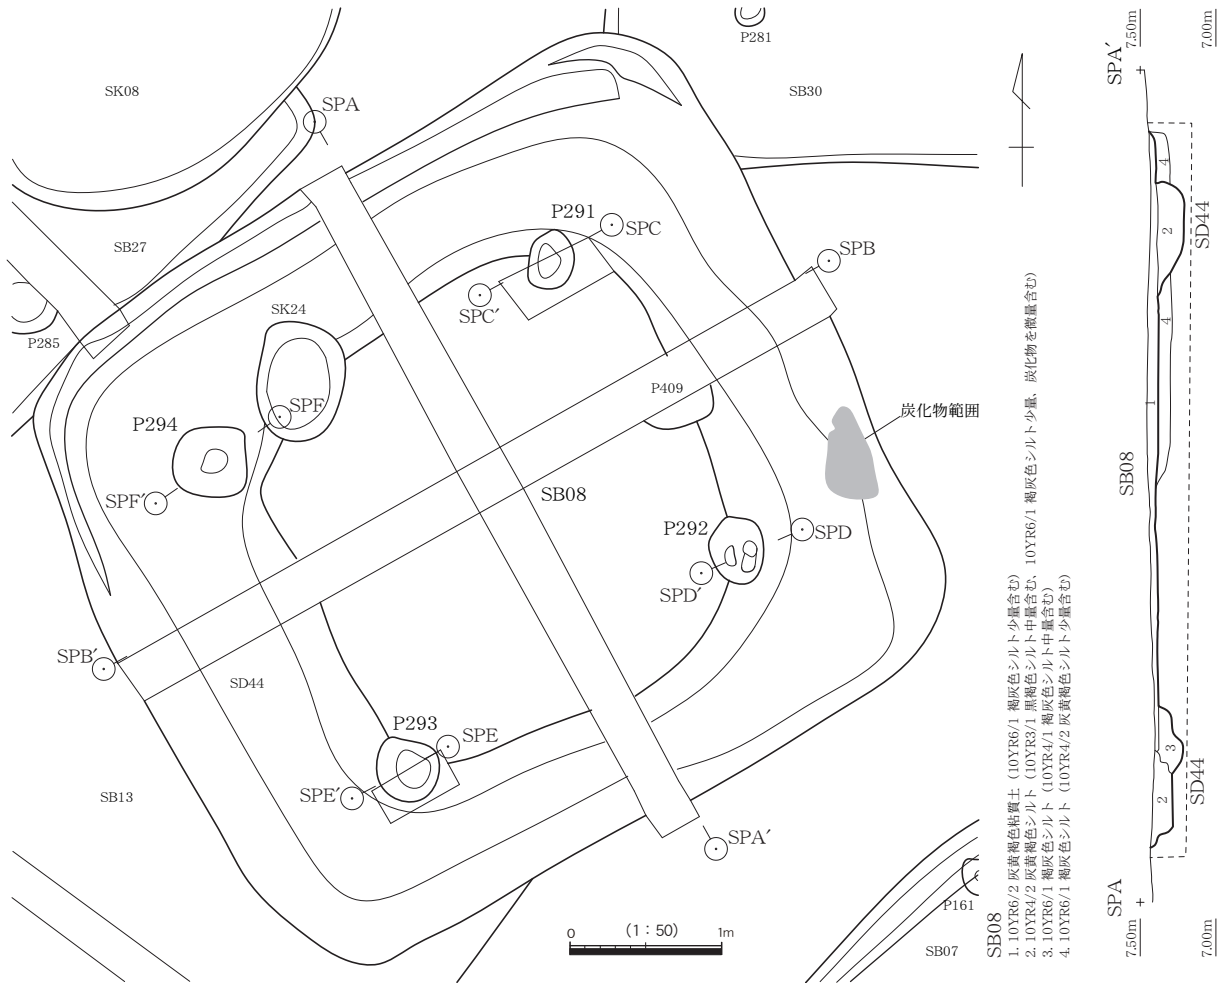 P281
SK08
SPA
SB30
P291
SPC
SB27
SPB
SPC′
SK24
P285
P409
SPF
炭化物範囲
P294
SPF′
SB08
P292
SPD
SPD′
SPB′
SD44
P293
SPE
SPE′
SB13
SPA′
P161
SB07
0 (1：50) 1m
SB08
1. 10YR6/2 灰黄褐色粘質土（10YR6/1 褐灰色シルト少量含む）
2. 10YR4/2 灰黄褐色シルト（10YR3/1 黒褐色シルト中量含む、10YR6/1 褐灰色シルト少量、炭化物を微量含む）
3. 10YR6/1 褐灰色シルト（10YR4/1 褐灰色シルト中量含む）
4. 10YR6/1 褐灰色シルト（10YR4/2 灰黄褐色シルト少量含む）
SPA
SPA′
7.50m
7.00m
7.50m
7.00m
SB08
SD44
SD44
1
2
2
3
4
4